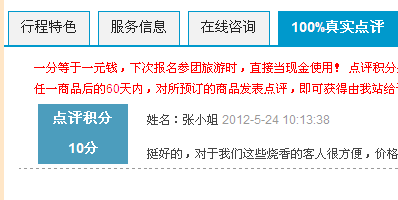 行程特色 服务信息 在线咨询 100%真实点评
一分等于一元钱，下次报名参团旅游时，直接当现金使用！点评积分
任一商品后的60天内，对所预订的商品发表点评，即可获得由我站给
点评积分
10分
姓名：张小姐 2012-5-24 10:13:38
挺好的，对于我们这些烧香的客人很方便，价格